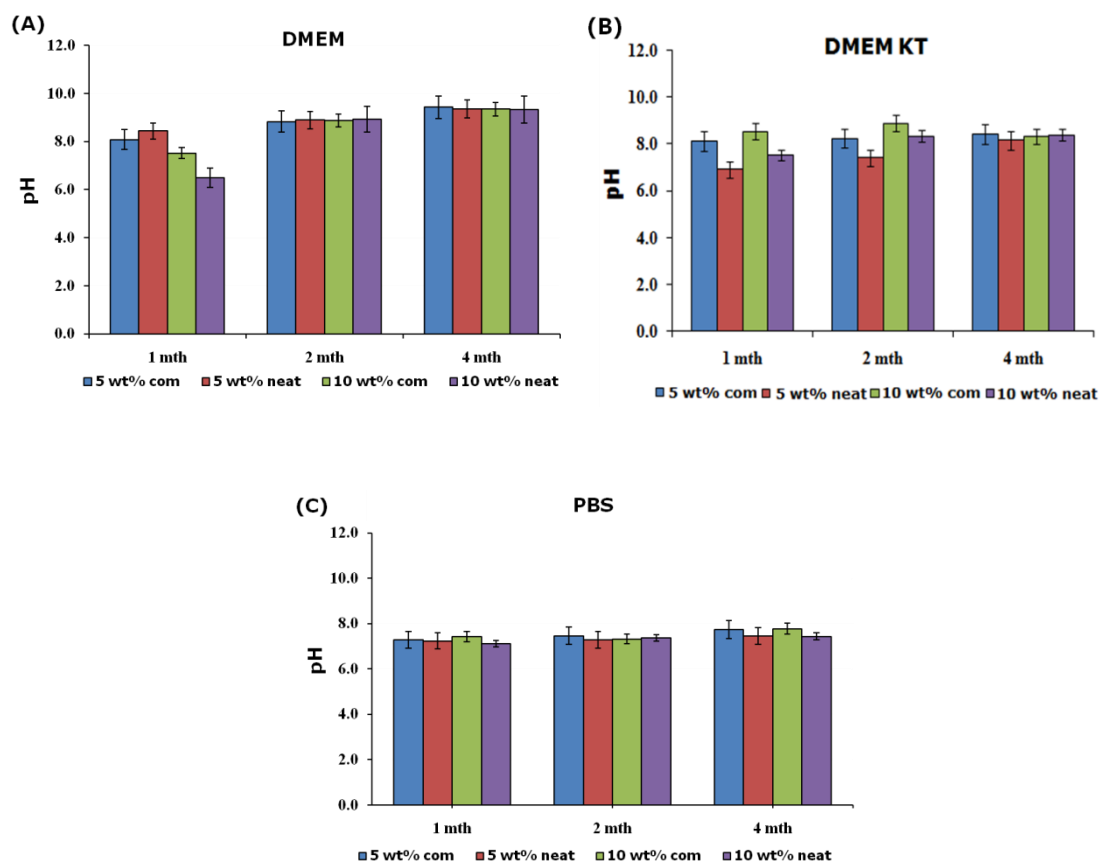 (A)
DMEM
12.0
10.0
8.0
6.0
4.0
2.0
0.0
pH
1 mth
2 mth
4 mth
5 wt% com
5 wt% neat
10 wt% com
10 wt% neat
(B)
DMEM KT
12.0
10.0
8.0
6.0
4.0
2.0
0.0
pH
1 mth
2 mth
4 mth
5 wt% com
5 wt% neat
10 wt% com
10 wt% neat
(C)
PBS
12.0
10.0
8.0
6.0
4.0
2.0
0.0
pH
1 mth
2 mth
4 mth
5 wt% com
5 wt% neat
10 wt% com
10 wt% neat